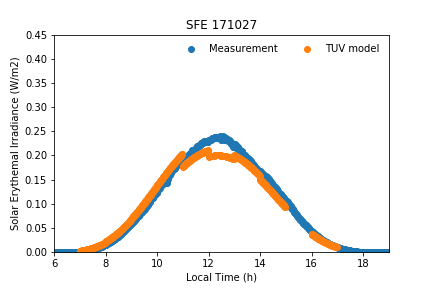 SFE 171027
Measurement
TUV model
Solar Erythemal Irradiance (W/m2)
0.45
0.40
0.35
0.30
0.25
0.20
0.15
0.10
0.05
0.00
6 8 10 12 14 16 18
Local Time (h)